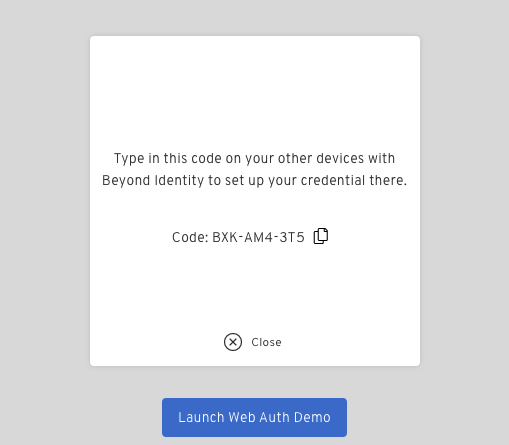 Type in this code on your other devices with
Beyond Identity to set up your credential there.
Code: BXK-AM4-3T5
Close
Launch Web Auth Demo